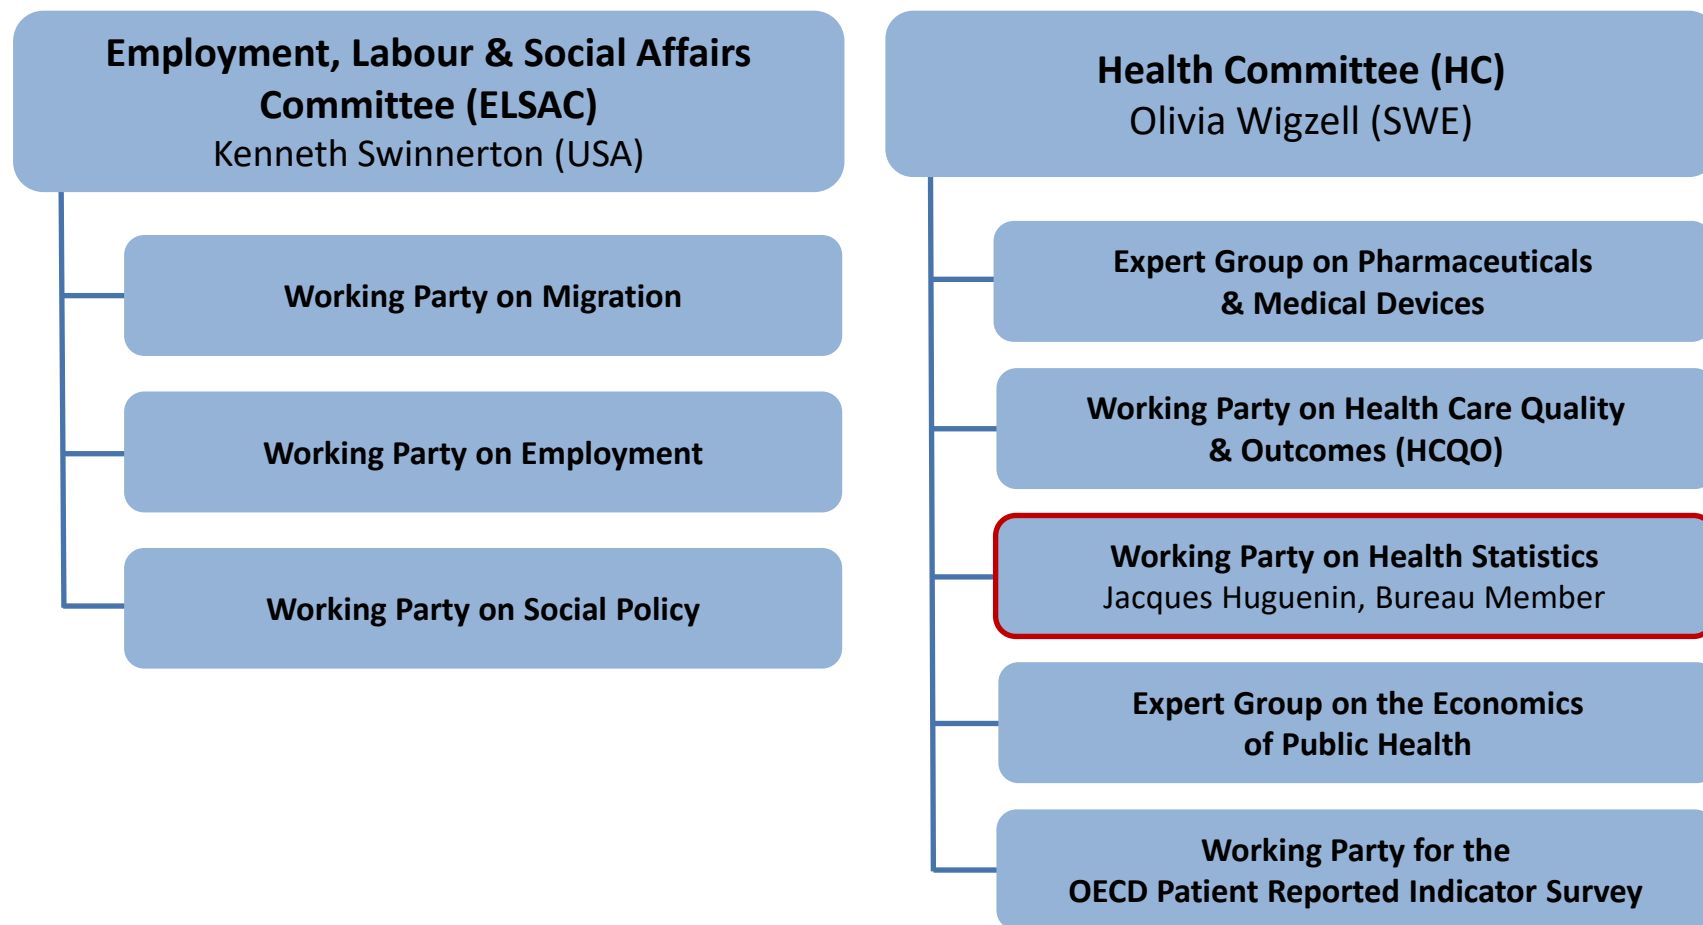 Employment, Labour & Social Affairs
Committee (ELSAC)
Kenneth Swinnerton (USA)
Working Party on Migration
Working Party on Employment
Working Party on Social Policy
Health Committee (HC)
Olivia Wigzell (SWE)
Expert Group on Pharmaceuticals
& Medical Devices
Working Party on Health Care Quality
& Outcomes (HCQO)
Working Party on Health Statistics
Jacques Huguenin, Bureau Member
Expert Group on the Economics
of Public Health
Working Party for the
OECD Patient Reported Indicator Survey